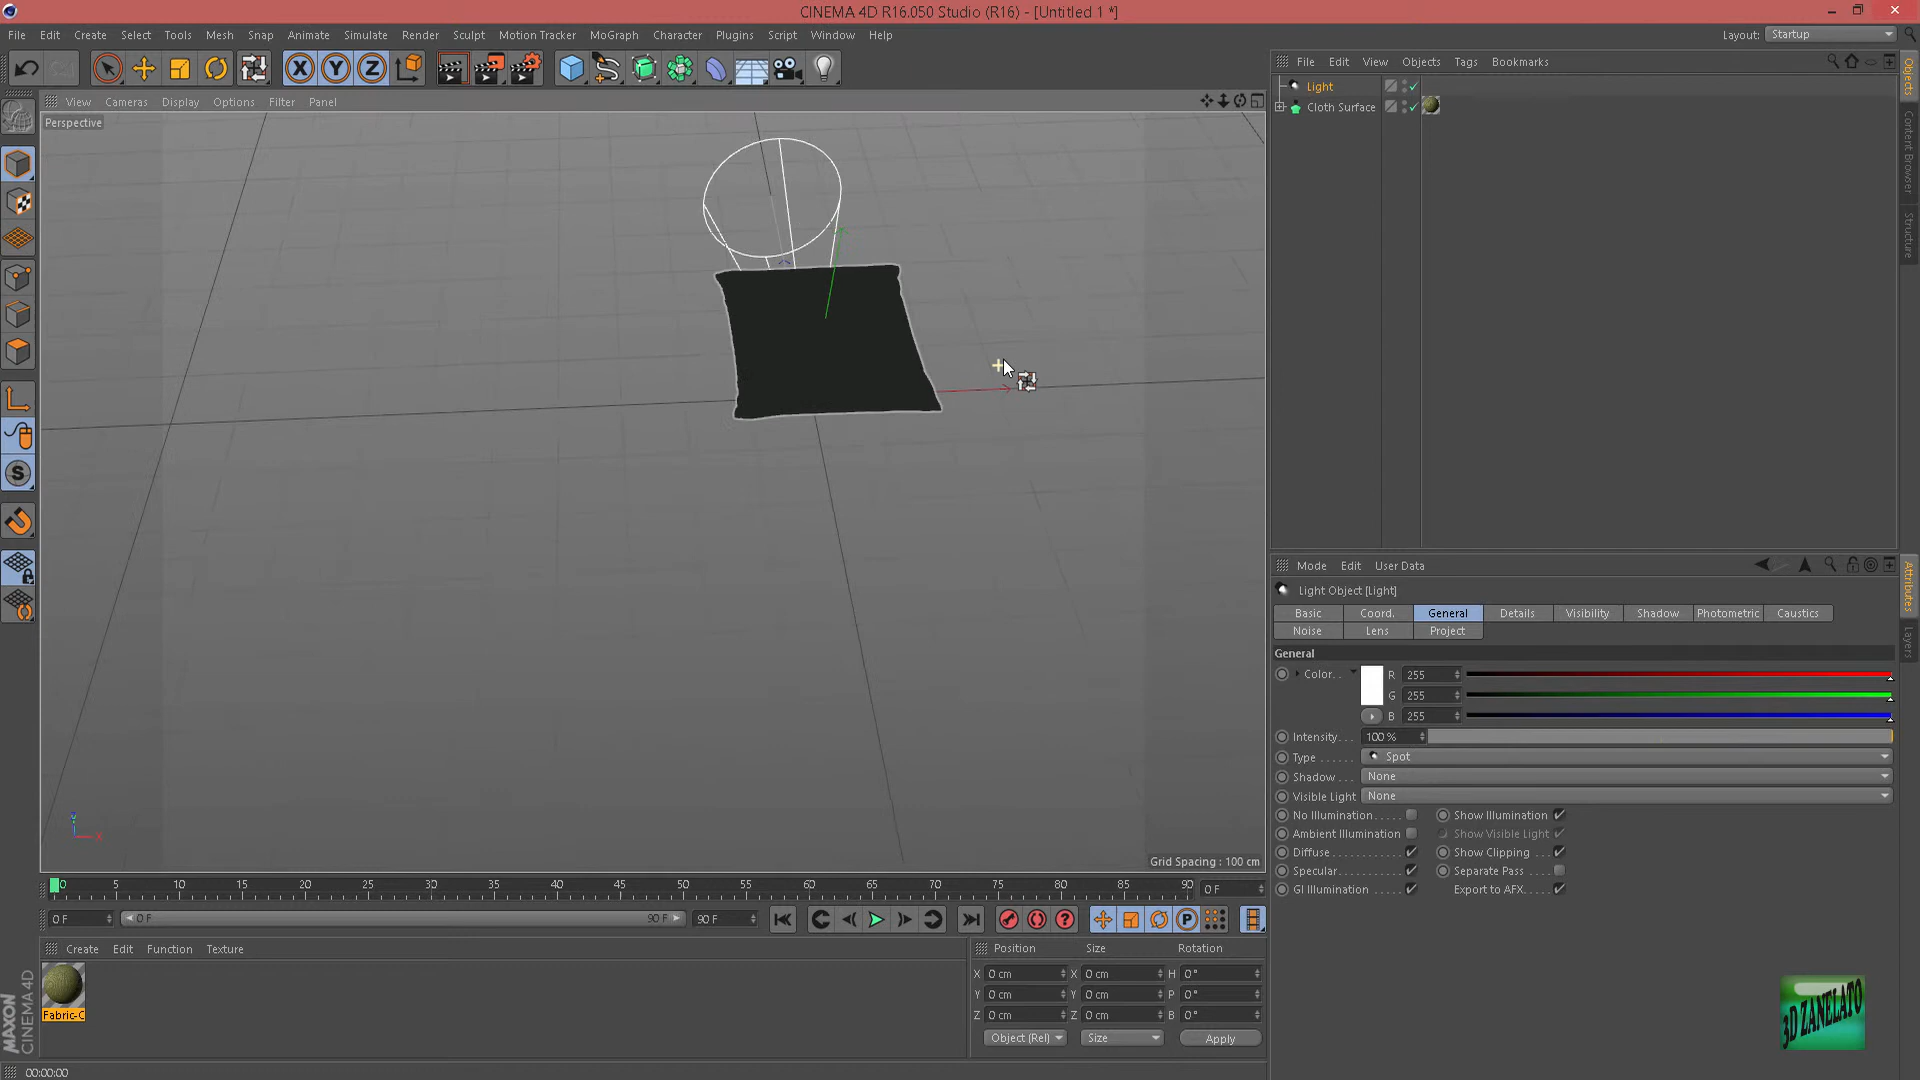 CINEMA 4D R16.050 Studio (R16) - [Untitled 1 *]
File Edit Create Select Tools Mesh Snap Animate Simulate Render Sculpt Motion Tracker MoGraph Character Plugins Script Window Help
Layout: Startup
X Y Z
File Edit View Objects Tags Bookmarks
View Cameras Display Options Filter Panel
Perspective
Light
Cloth Surface
Objects
Content Browser
Structure
Mode Edit User Data
Light Object [Light]
Basic Coord. General Details Visibility Shadow Photometric Caustics
Noise Lens Project
Attributes
Layers
General
Color. . R 255
G 255
B 255
Intensity. . . 100 %
Type . . . . . . Spot
Shadow . . . None
Visible Light None
No Illumination. . . . . Show Illumination
Ambient Illumination Show Visible Light
Diffuse. . . . . . . . . . . . Show Clipping . . .
Specular. . . . . . . . . . . Separate Pass . . . .
GI Illumination . . . . . Export to AFX. . .
Y
X
Grid Spacing : 100 cm
0 5 10 15 20 25 30 35 40 45 50 55 60 65 70 75 80 85 90 0 F
0 F 0 F 90 F 90 F
P
Create Edit Function Texture
Fabric-C
Position Size Rotation
X 0 cm X 0 cm H 0 °
Y 0 cm Y 0 cm P 0 °
Z 0 cm Z 0 cm B 0 °
Object (Rel) Size Apply
MAXON
CINEMA 4D
3D ZANELATO
00:00:00